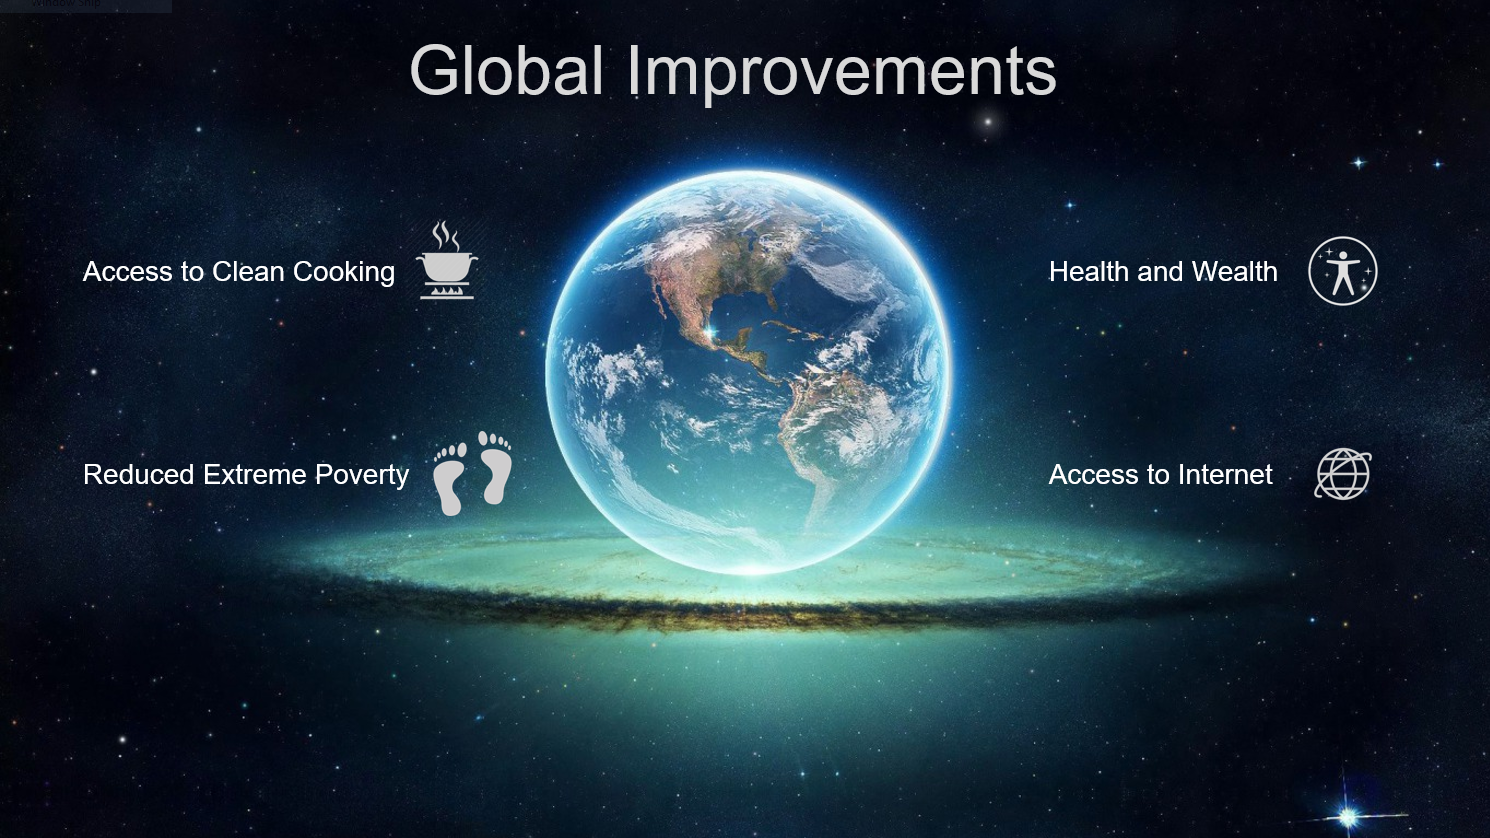 Window Snip
Global Improvements
Access to Clean Cooking
Health and Wealth
Reduced Extreme Poverty
Access to Internet